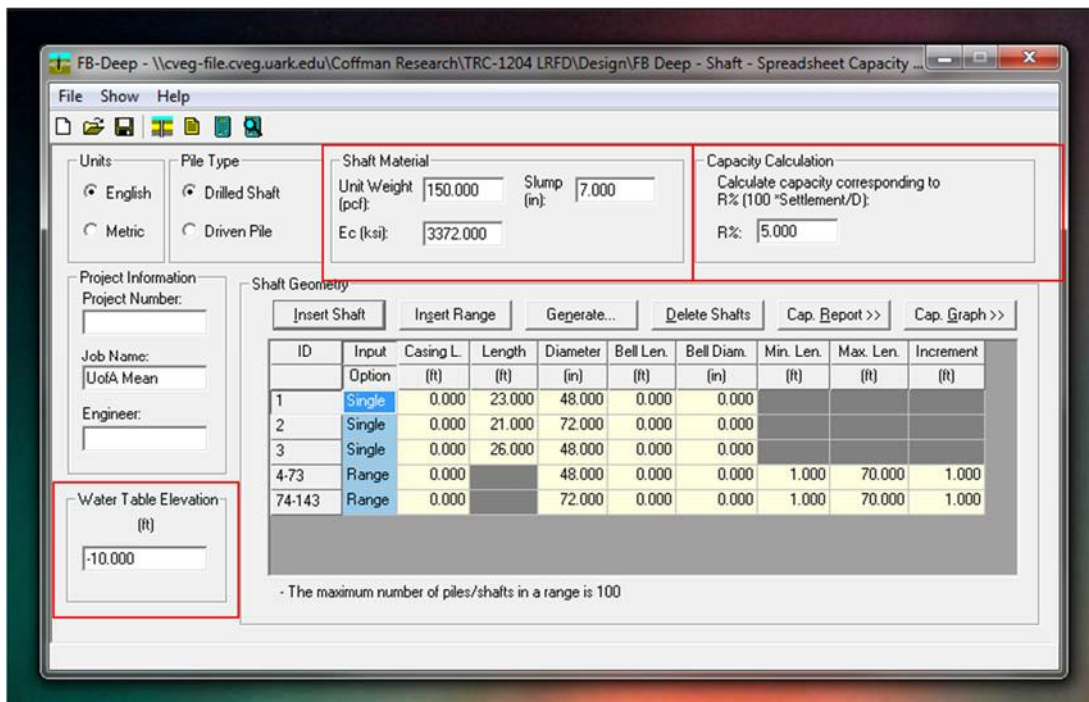 FB-Deep - \\cveg-file.cveg.uark.edu\Coffman Research\TRC-1204 LRFD\Design\FB Deep - Shaft - Spreadsheet Capacity ...
File Show Help
Units
English
Metric
Pile Type
Drilled Shaft
Driven Pile
Shaft Material
Unit Weight (pcf): 150.000 Slump (in): 7.000
Ec (ksi): 3372.000
Capacity Calculation
Calculate capacity corresponding to
R% (100 *Settlement/D):
R%: 5.000
Project Information
Project Number:
Job Name:
UofA Mean
Engineer:
Water Table Elevation
(ft)
-10.000
Shaft Geometry
Insert Shaft Insert Range Generate... Delete Shafts Cap. Report >> Cap. Graph >>
ID Input Casing L. Length Diameter Bell Len. Bell Diam. Min. Len. Max. Len. Increment
Option (ft) (ft) (in) (ft) (in) (ft) (ft) (ft)
1 Single 0.000 23.000 48.000 0.000 0.000
2 Single 0.000 21.000 72.000 0.000 0.000
3 Single 0.000 26.000 48.000 0.000 0.000
4-73 Range 0.000 48.000 0.000 0.000 1.000 70.000 1.000
74-143 Range 0.000 72.000 0.000 0.000 1.000 70.000 1.000
- The maximum number of piles/shafts in a range is 100